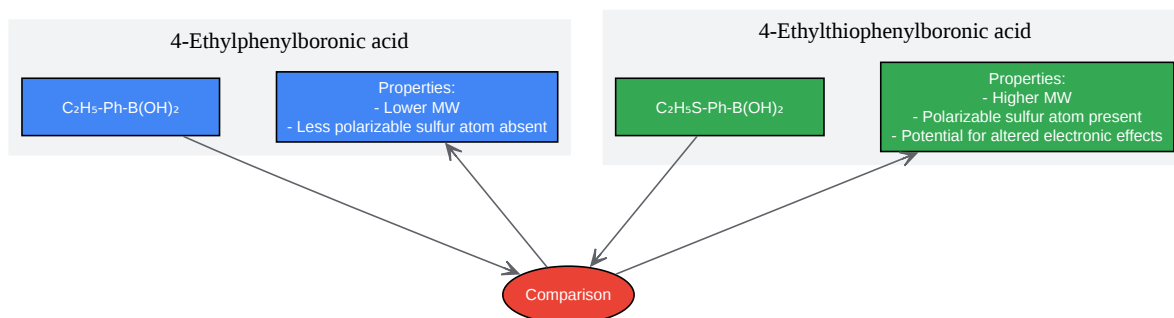 4-Ethylphenylboronic acid
C₂H₅-Ph-B(OH)₂
Properties:
- Lower MW
- Less polarizable sulfur atom absent
4-Ethylthiophenylboronic acid
C₂H₅S-Ph-B(OH)₂
Properties:
- Higher MW
- Polarizable sulfur atom present
- Potential for altered electronic effects
Comparison